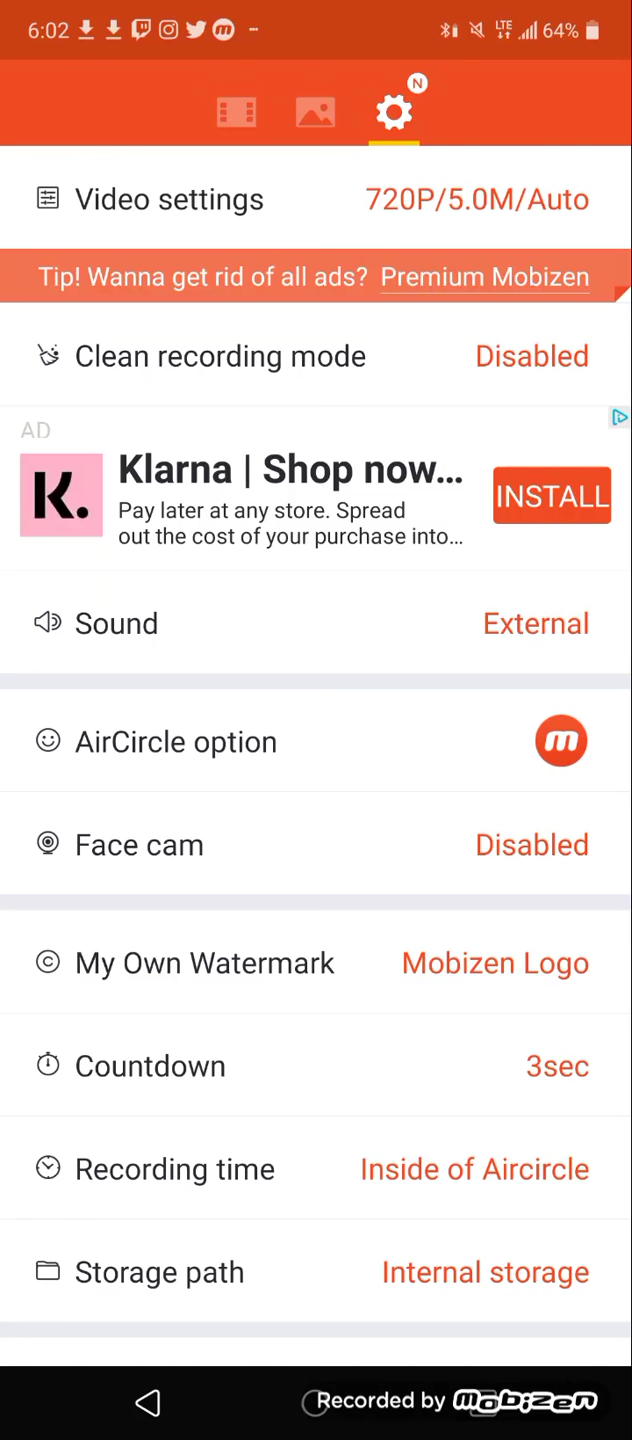 6:02 LTE 64%
N
Video settings 720P/5.0M/Auto
Tip! Wanna get rid of all ads? Premium Mobizen
Clean recording mode Disabled
AD
K. Klarna | Shop now...
Pay later at any store. Spread
out the cost of your purchase into...
INSTALL
Sound External
AirCircle option m
Face cam Disabled
My Own Watermark Mobizen Logo
Countdown 3sec
Recording time Inside of Aircircle
Storage path Internal storage
Recorded by mobizen